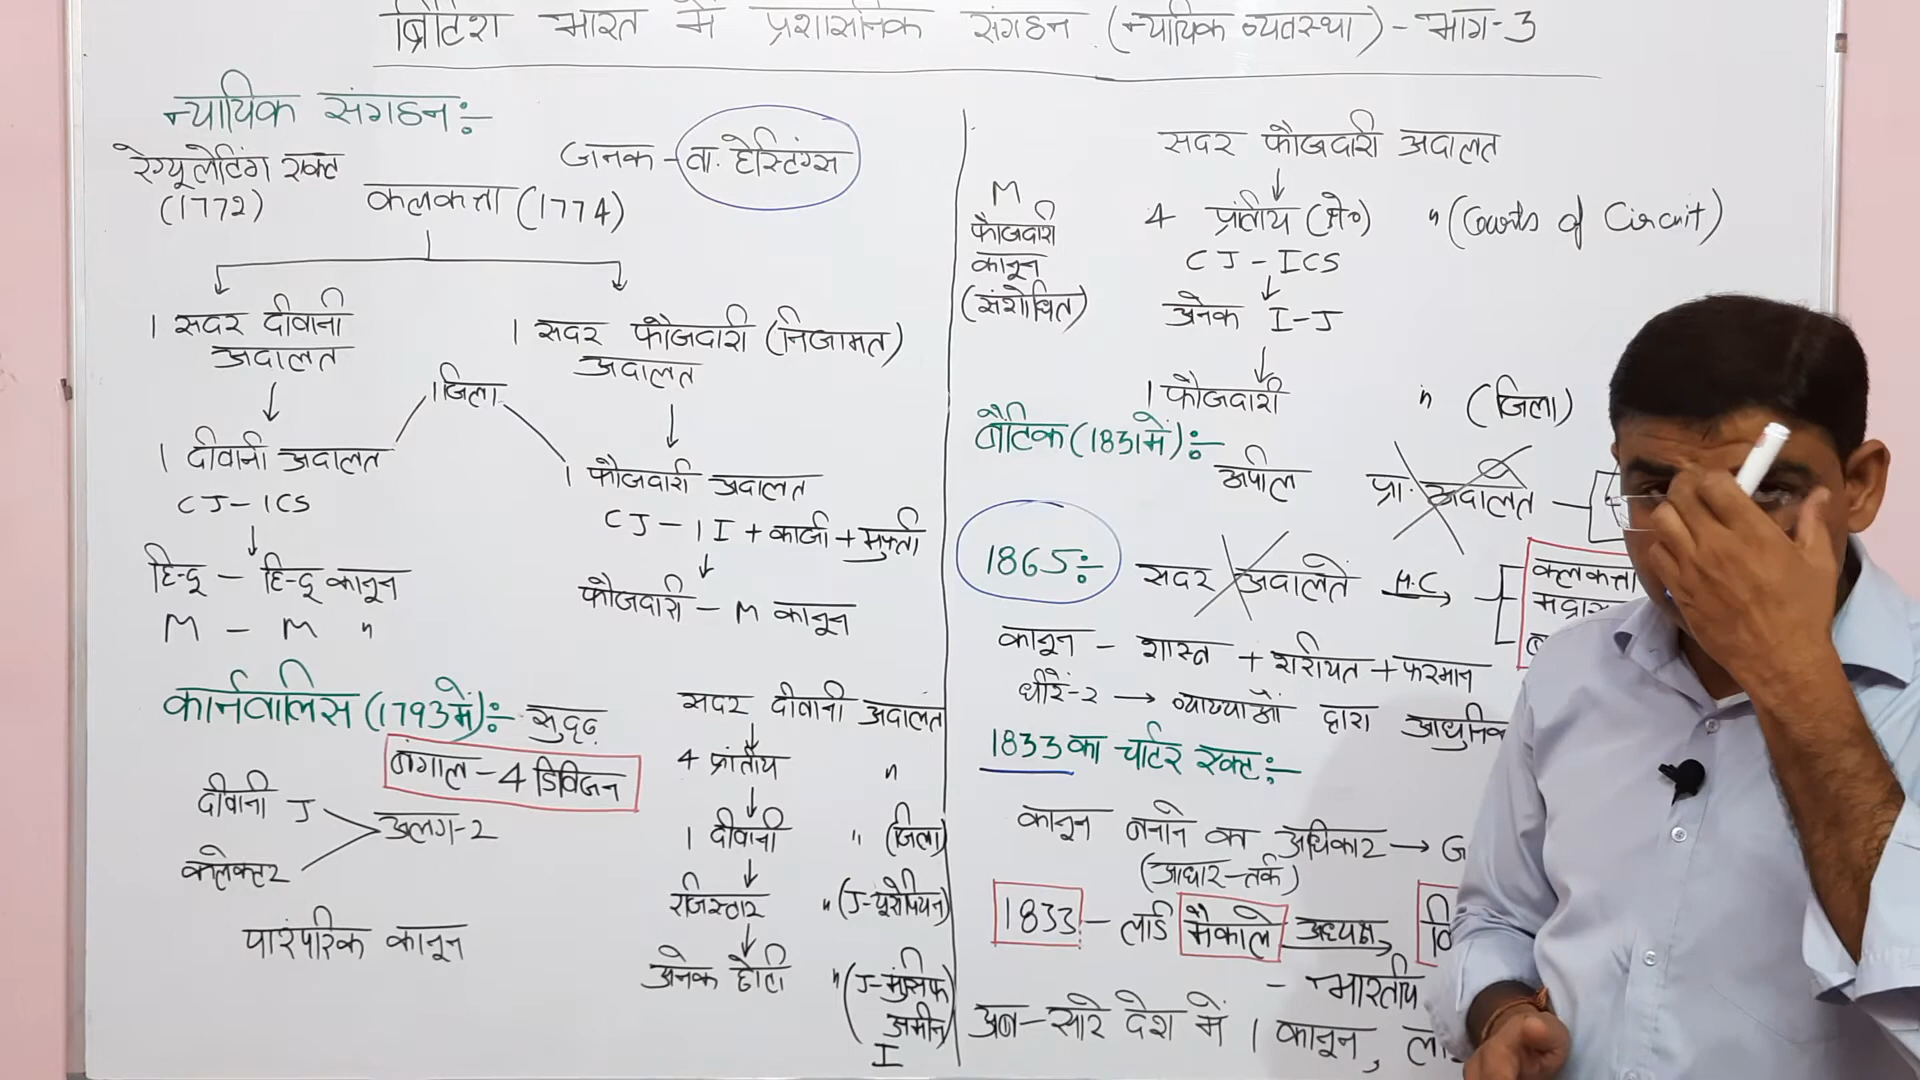 ब्रिटिश भारत में प्रशासनिक संगठन (न्यायिक व्यवस्था) - भाग-3
न्यायिक संगठन :-
रेग्यूलेटिंग एक्ट
(1772)
जनक - वा. हेस्टिंग्स
कलकत्ता (1774)
1 सदर दीवानी
अदालत
1 सदर फौजदारी (निजामत)
अदालत
1 जिला
1 दीवानी अदालत
CJ - ICS
हिन्दू - हिन्दू कानून
M - M "
1 फौजदारी अदालत
CJ - 1 I + काजी + मुफ्ती
फौजदारी - M कानून
कार्नवालिस (1793 में) :- सुदृढ़
बंगाल - 4 डिविजन
दीवानी J
कलेक्टर
अलग-2
पारंपरिक कानून
सदर दीवानी अदालत
4 प्रांतीय "
1 दीवानी " (जिला)
रजिस्टार " (J-यूरोपियन)
अनेक छोटी " (J-मुंसिफ
अमीन)
I
सदर फौजदारी अदालत
M
फौजदारी
कानून
(संशोधित)
4 प्रांतीय (क्षे०) " (Courts of Circuit)
CJ - ICS
अनेक I-J
1 फौजदारी " (जिला)
बैंटिक (1831 में) :-
अपील प्रा. अदालत
1865 :- सदर अदालतें H.C
कलकत्ता
मद्रास
कानून - शास्त्र + शरीयत + फरमान
धीरे-2 → व्याख्याओं द्वारा आधुनिक
1833 का चार्टर एक्ट :-
कानून बनाने का अधिकार →
(आधार-तर्क)
1833 - लार्ड मैकाले अध्यक्ष
- भारतीय
अब - सारे देश में 1 कानून,